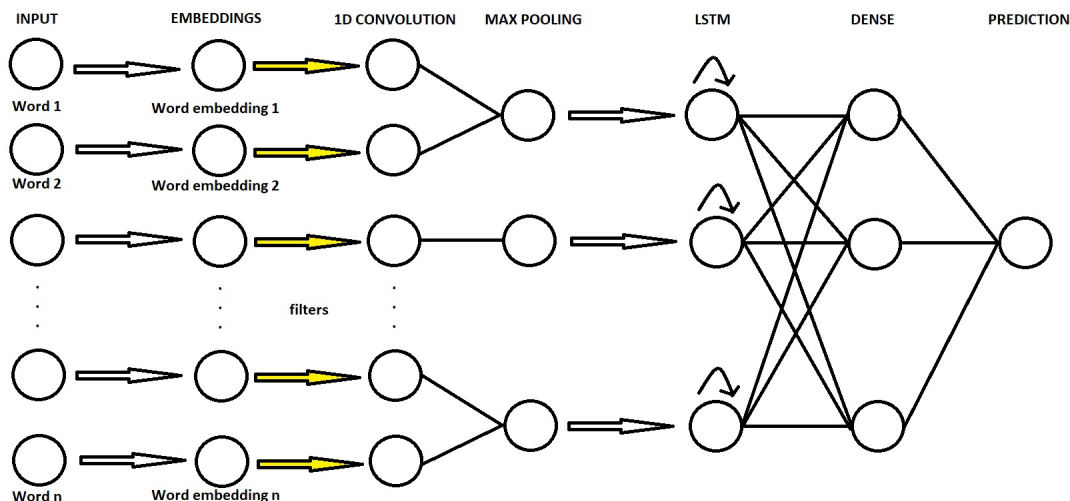 INPUT EMBEDDINGS 1D CONVOLUTION MAX POOLING LSTM DENSE PREDICTION
Word 1 Word embedding 1
Word 2 Word embedding 2
filters
Word n Word embedding n